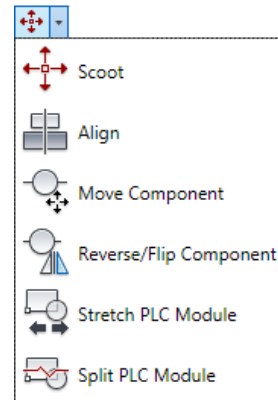 Scoot
Align
Move Component
Reverse/Flip Component
Stretch PLC Module
Split PLC Module